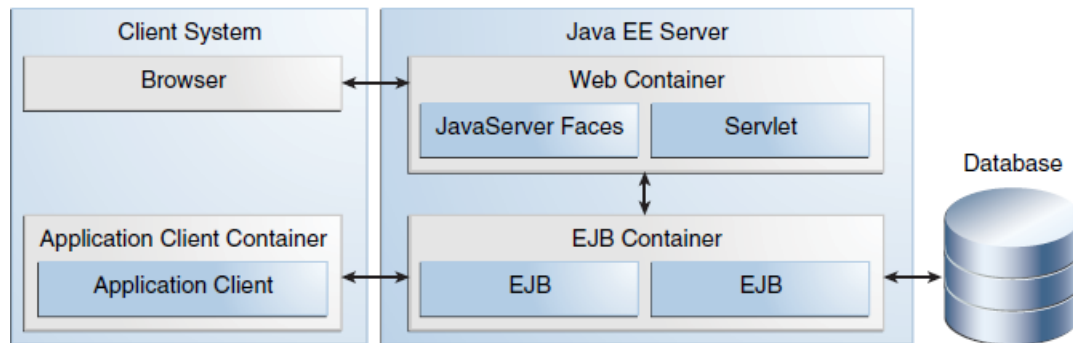 Client System
Browser
Application Client Container
Application Client
Java EE Server
Web Container
JavaServer Faces
Servlet
EJB Container
EJB
EJB
Database